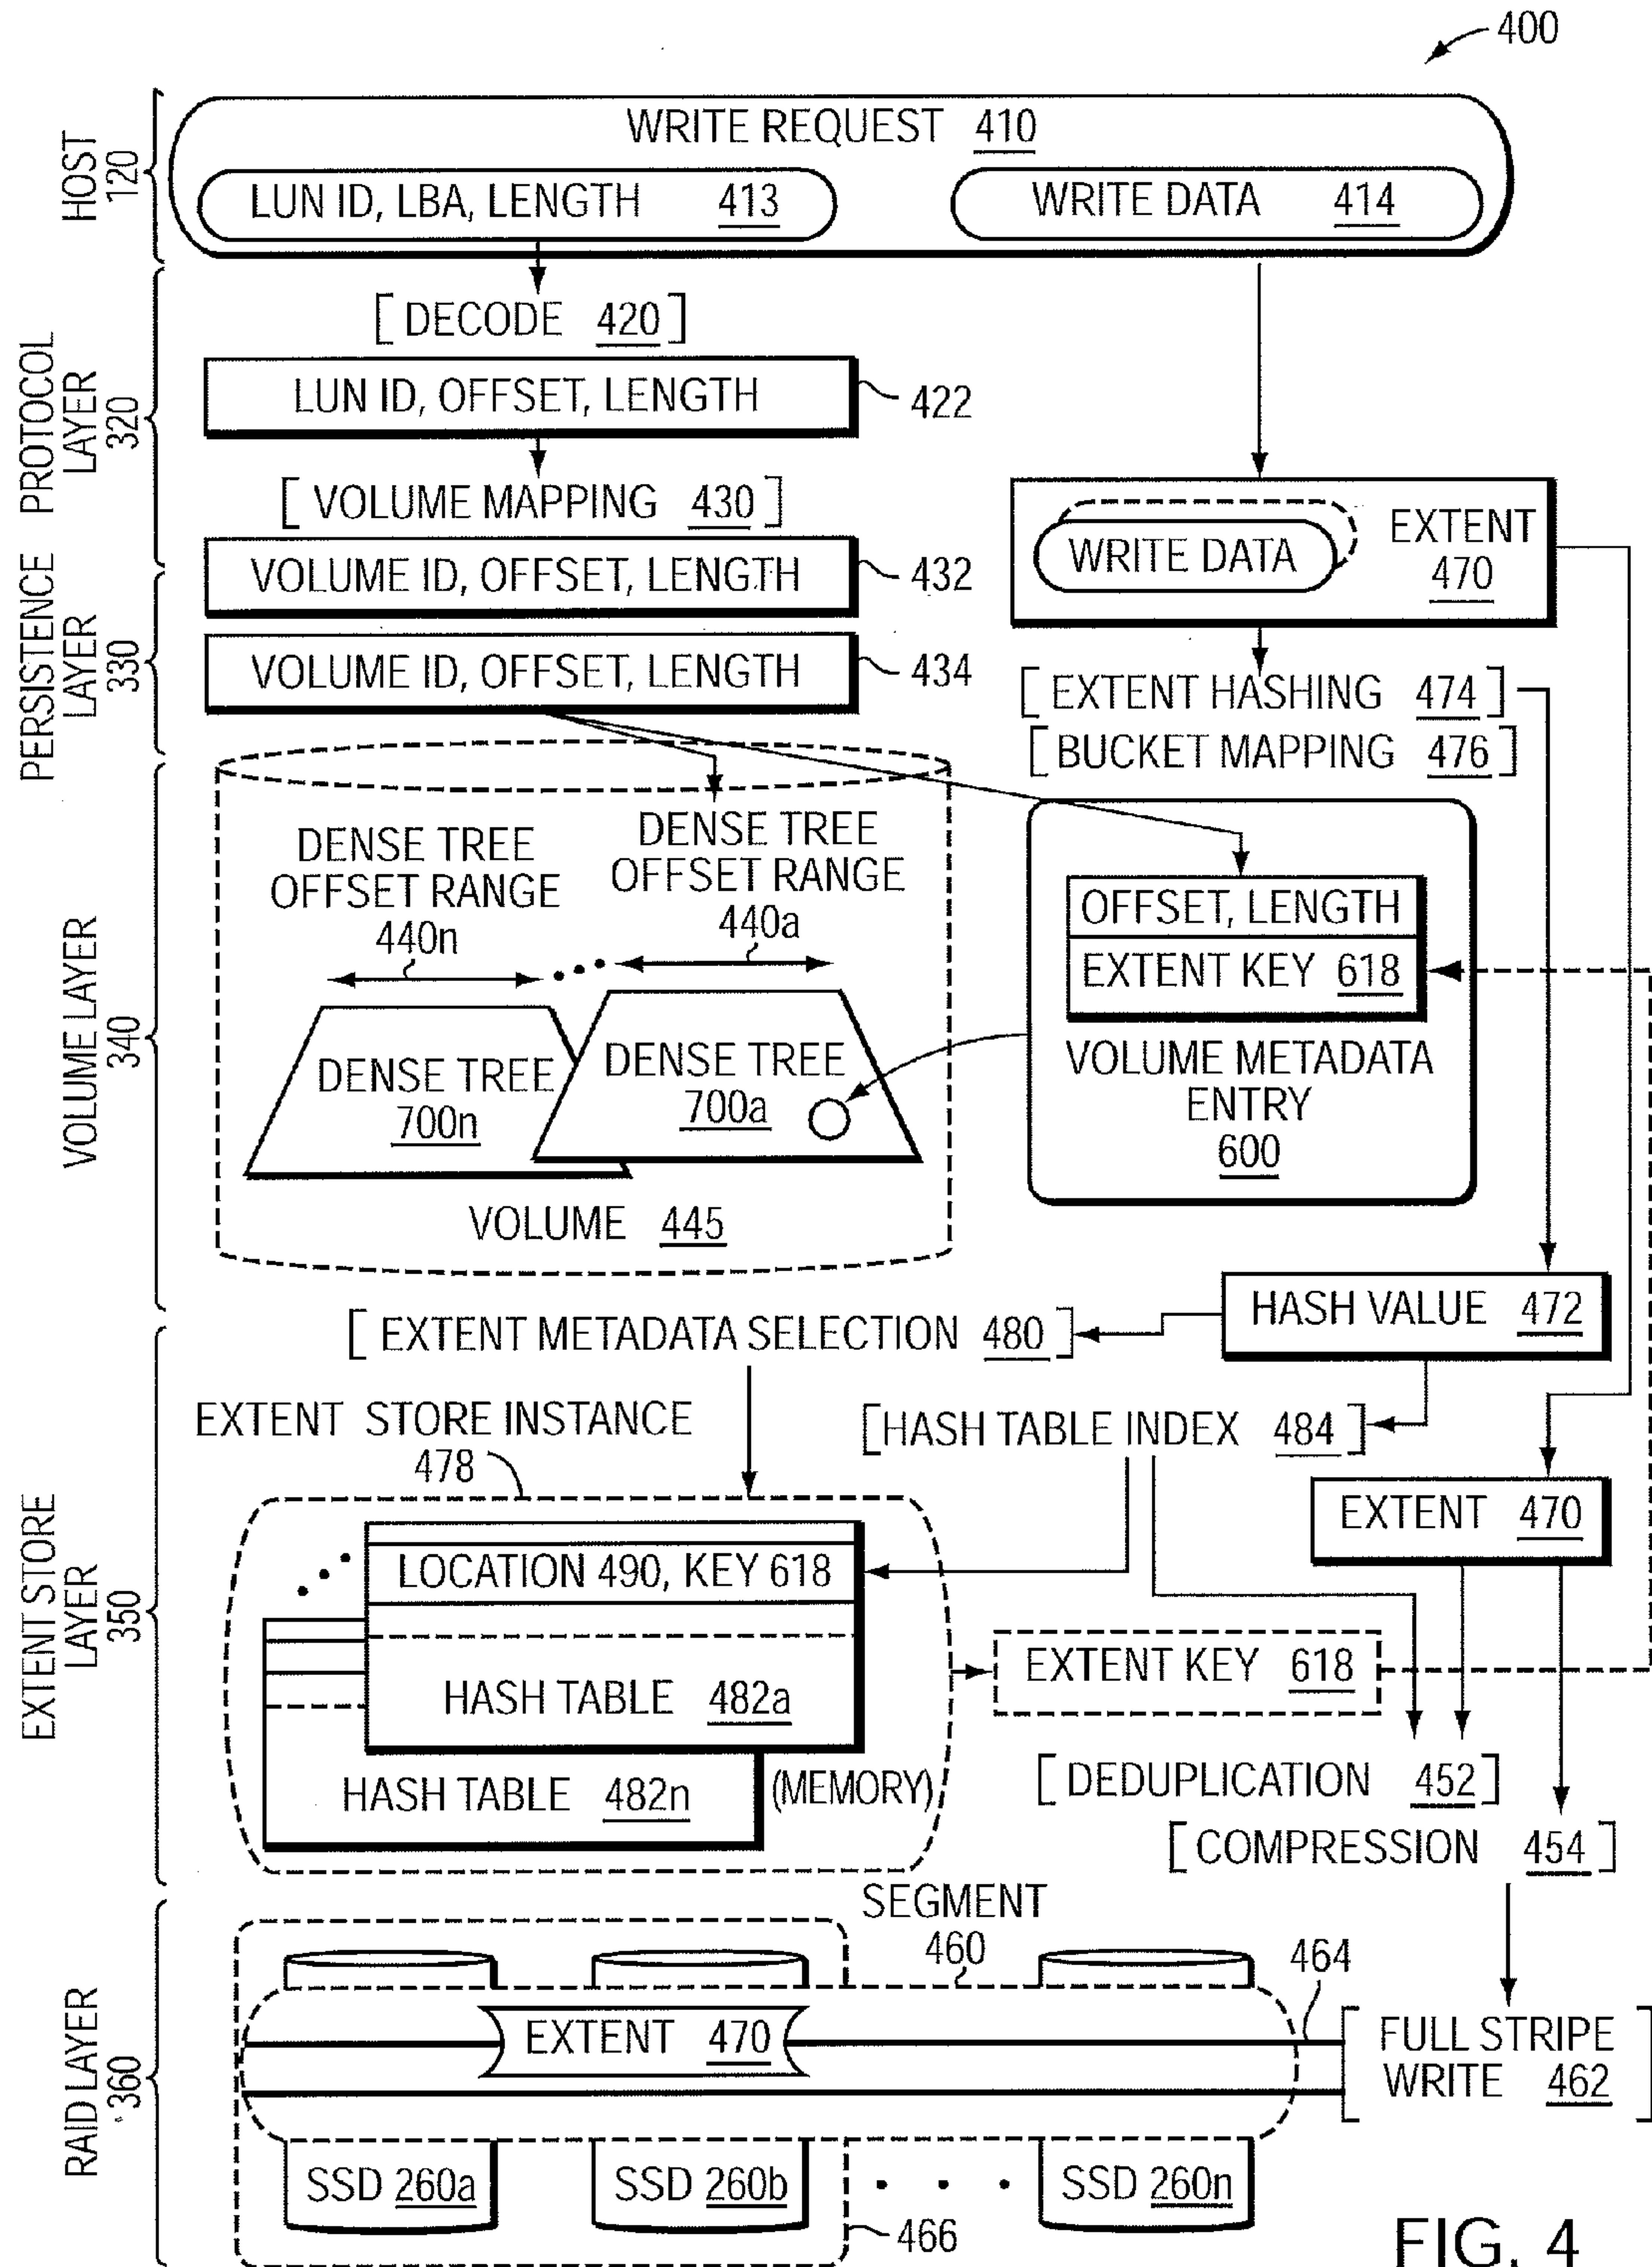 400
HOST
120
WRITE REQUEST 410
LUN ID, LBA, LENGTH 413
WRITE DATA 414
PROTOCOL
LAYER
320
[DECODE 420]
LUN ID, OFFSET, LENGTH
422
[VOLUME MAPPING 430]
WRITE DATA
EXTENT
470
PERSISTENCE
LAYER
330
VOLUME ID, OFFSET, LENGTH
432
VOLUME ID, OFFSET, LENGTH
434
[EXTENT HASHING 474]
[BUCKET MAPPING 476]
VOLUME LAYER
340
DENSE TREE
OFFSET RANGE
440n
DENSE TREE
OFFSET RANGE
440a
DENSE TREE
700n
DENSE TREE
700a
VOLUME 445
OFFSET, LENGTH
EXTENT KEY 618
VOLUME METADATA
ENTRY
600
HASH VALUE 472
EXTENT STORE
LAYER
350
[EXTENT METADATA SELECTION 480]
EXTENT STORE INSTANCE
478
[HASH TABLE INDEX 484]
EXTENT 470
LOCATION 490, KEY 618
HASH TABLE 482a
HASH TABLE 482n
(MEMORY)
EXTENT KEY 618
[DEDUPLICATION 452]
[COMPRESSION 454]
RAID LAYER
360
SEGMENT
460
464
EXTENT 470
[FULL STRIPE
WRITE 462]
SSD 260a
SSD 260b
. . .
SSD 260n
466
FIG. 4